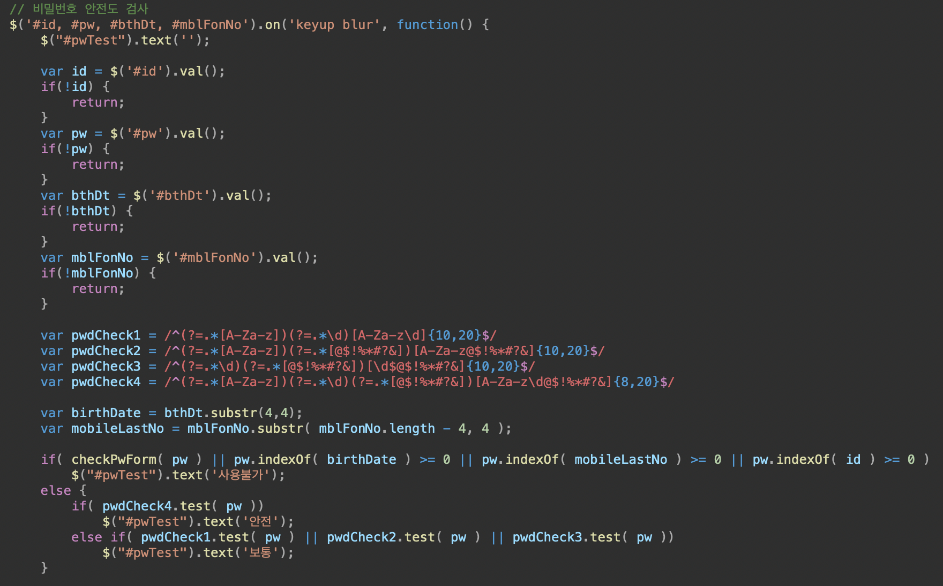 // 비밀번호 안전도 검사
$('#id, #pw, #bthDt, #mblFonNo').on('keyup blur', function() {
    $("#pwTest").text('');

    var id = $('#id').val();
    if(!id) {
        return;
    }
    var pw = $('#pw').val();
    if(!pw) {
        return;
    }
    var bthDt = $('#bthDt').val();
    if(!bthDt) {
        return;
    }
    var mblFonNo = $('#mblFonNo').val();
    if(!mblFonNo) {
        return;
    }

    var pwdCheck1 = /^(?=.*[A-Za-z])(?=.*\d)[A-Za-z\d]{10,20}$/
    var pwdCheck2 = /^(?=.*[A-Za-z])(?=.*[@$!%*#?&])[A-Za-z@$!%*#?&]{10,20}$/
    var pwdCheck3 = /^(?=.*\d)(?=.*[@$!%*#?&])[\d$@$!%*#?&]{10,20}$/
    var pwdCheck4 = /^(?=.*[A-Za-z])(?=.*\d)(?=.*[@$!%*#?&])[A-Za-z\d@$!%*#?&]{8,20}$/

    var birthDate = bthDt.substr(4,4);
    var mobileLastNo = mblFonNo.substr( mblFonNo.length - 4, 4 );

    if( checkPwForm( pw ) || pw.indexOf( birthDate ) >= 0 || pw.indexOf( mobileLastNo ) >= 0 || pw.indexOf( id ) >= 0 )
        $("#pwTest").text('사용불가');
    else {
        if( pwdCheck4.test( pw ))
            $("#pwTest").text('안전');
        else if( pwdCheck1.test( pw ) || pwdCheck2.test( pw ) || pwdCheck3.test( pw ))
            $("#pwTest").text('보통');
    }